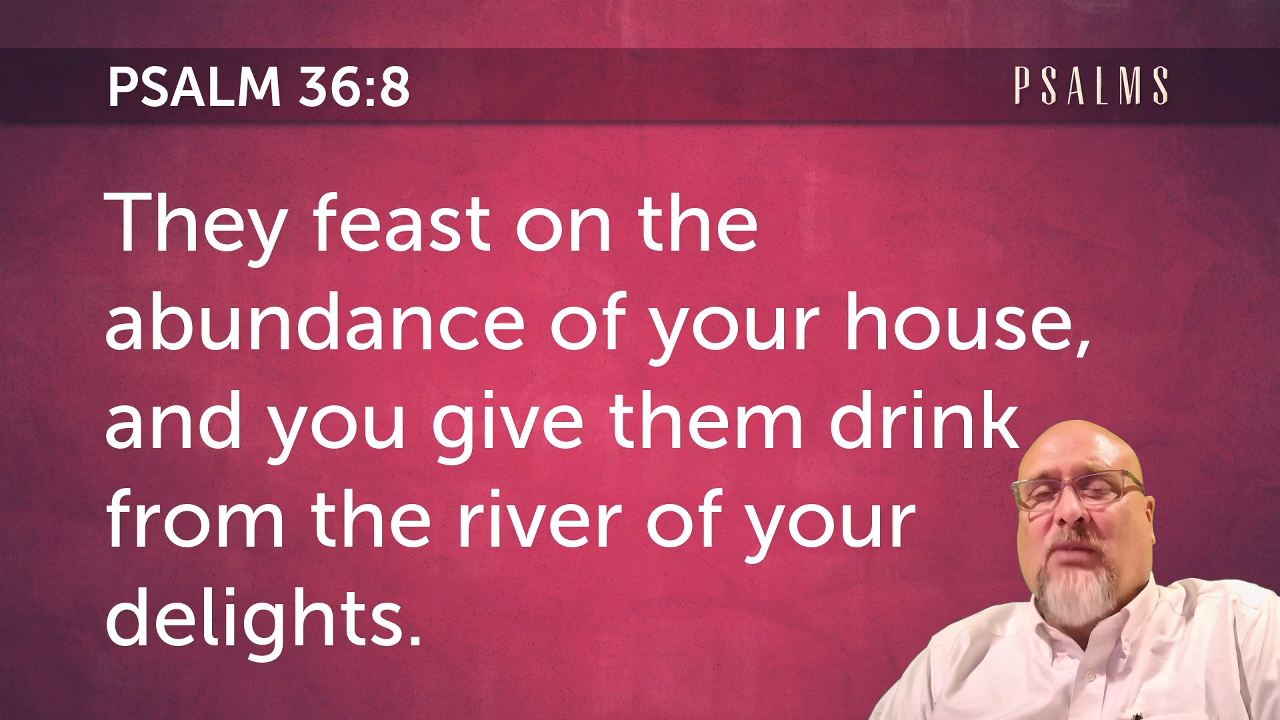 PSALM 36:8
PSALMS
They feast on the
abundance of your house,
and you give them drink
from the river of your
delights.